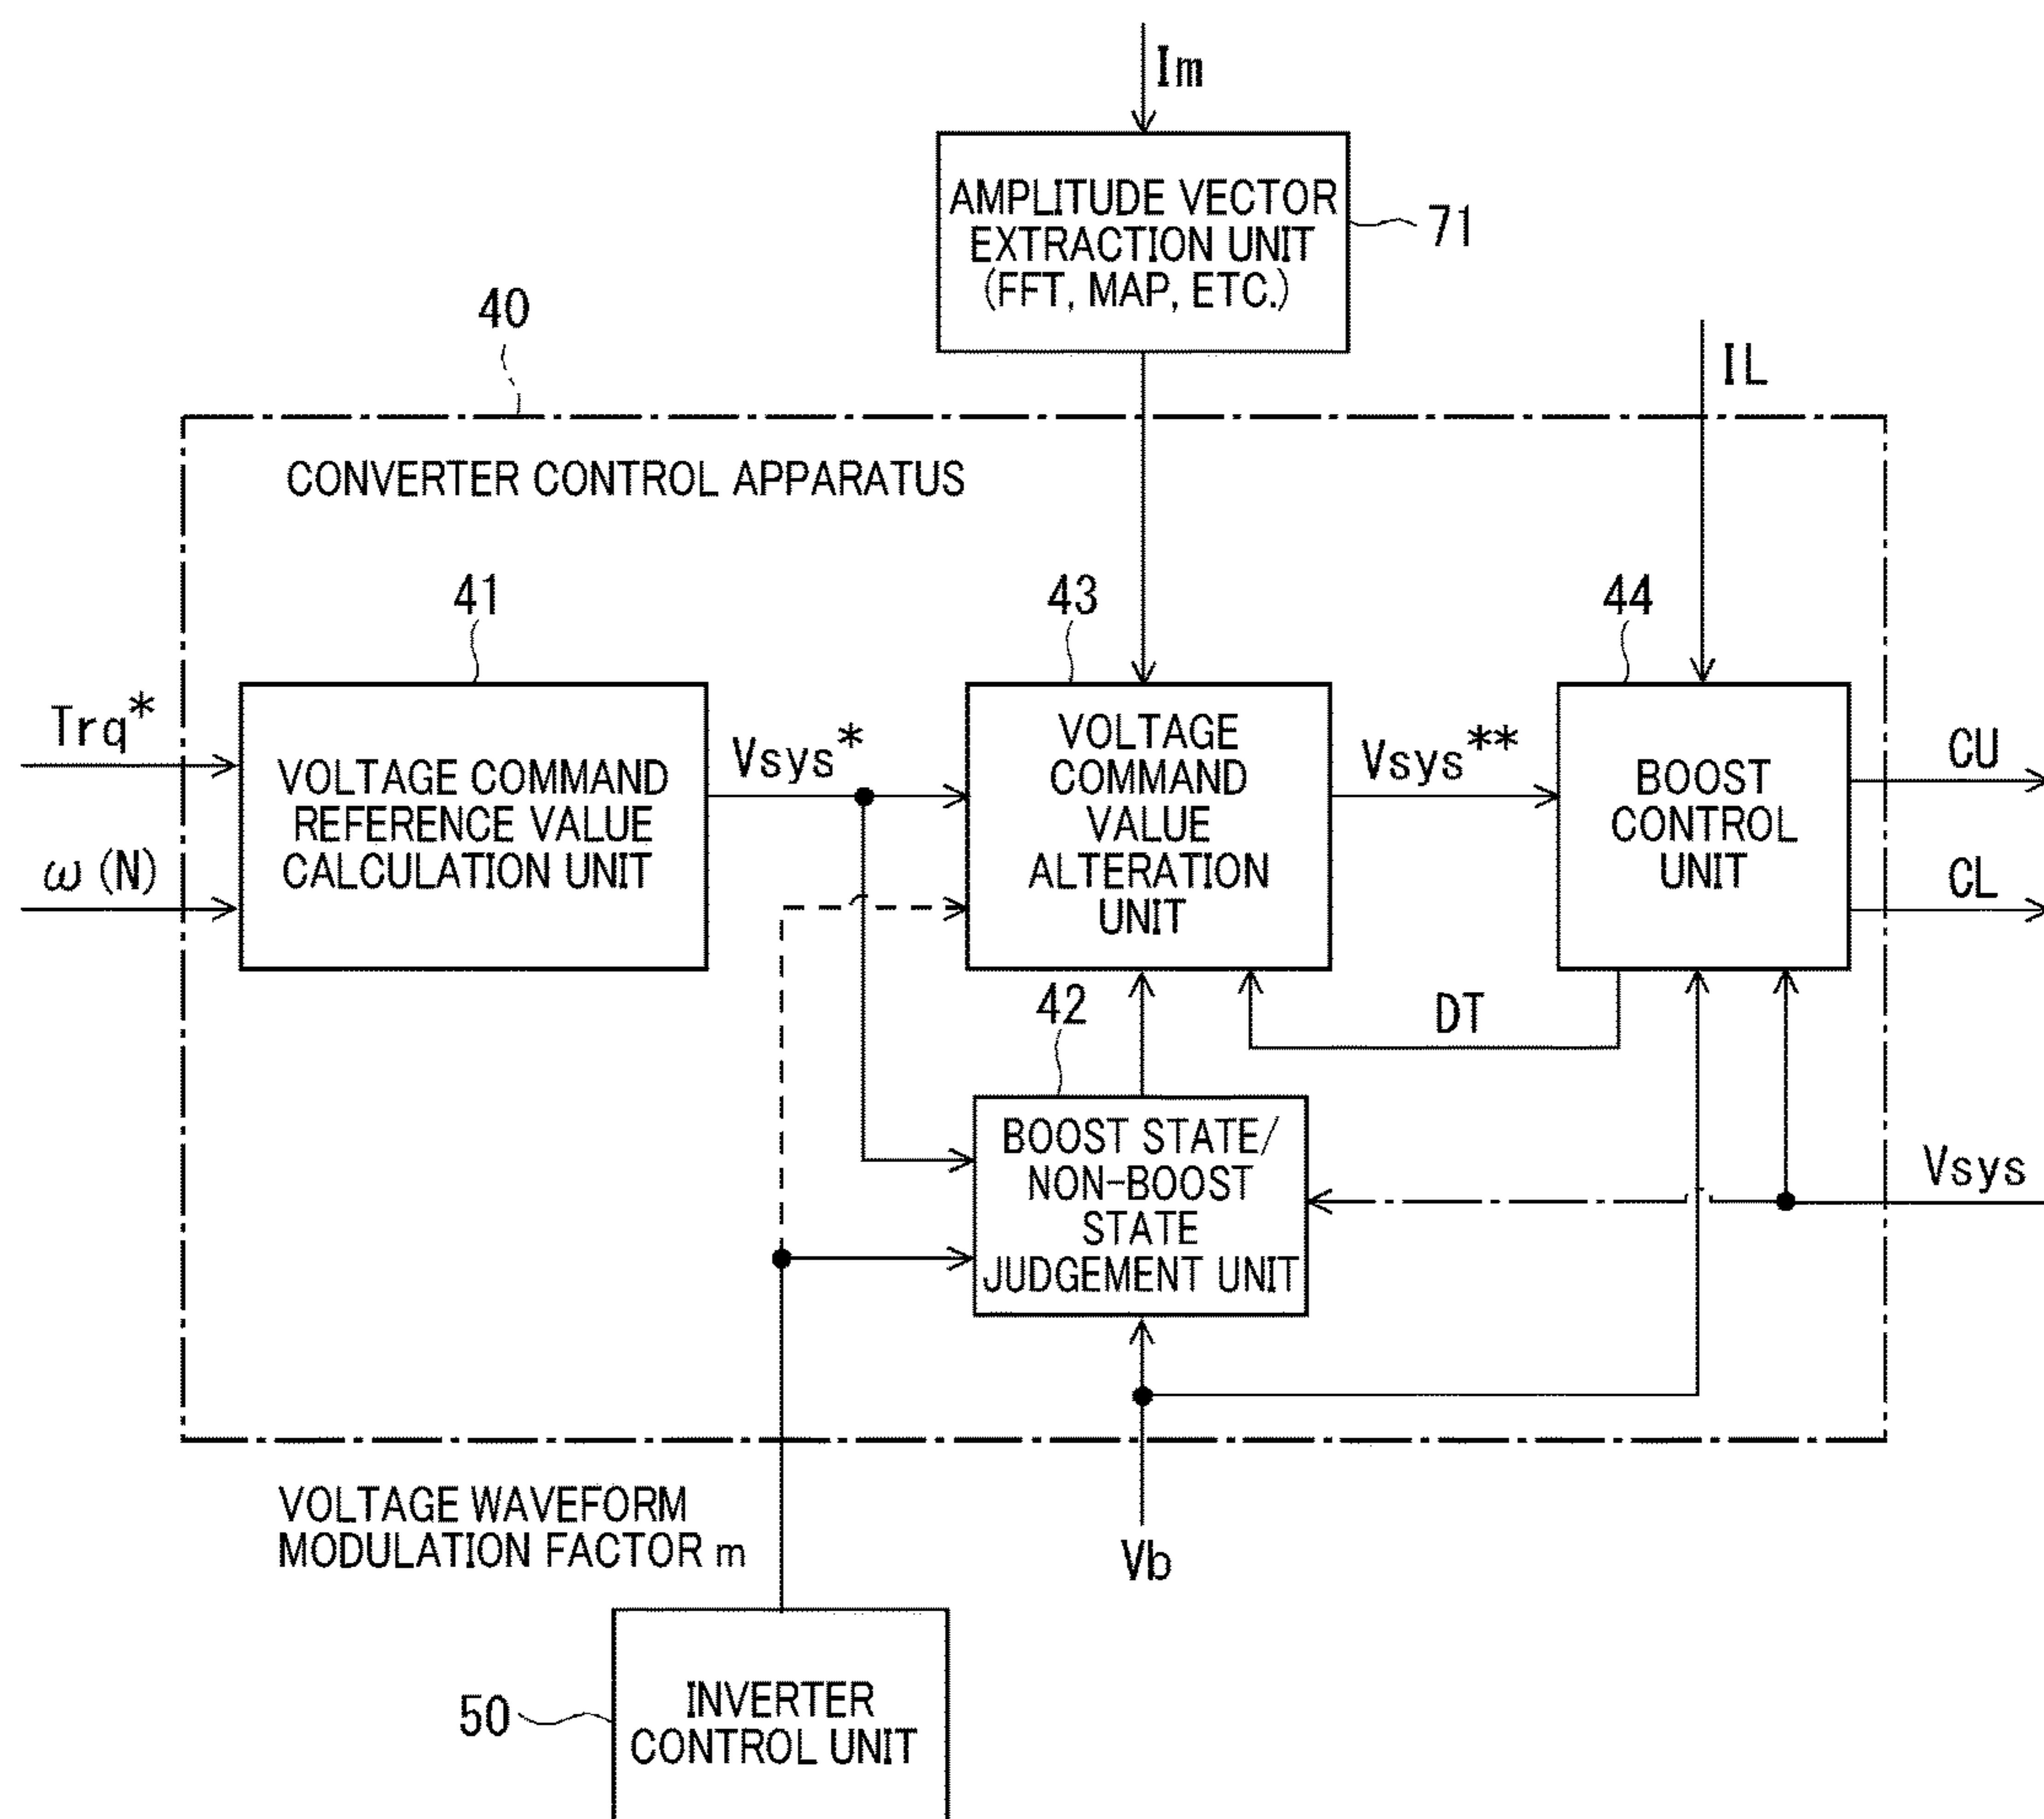 Im
AMPLITUDE VECTOR
EXTRACTION UNIT
(FFT, MAP, ETC.)
71
40
IL
CONVERTER CONTROL APPARATUS
41
43
44
Trq*
ω(N)
VOLTAGE COMMAND
REFERENCE VALUE
CALCULATION UNIT
Vsys*
VOLTAGE
COMMAND
VALUE
ALTERATION
UNIT
Vsys**
BOOST
CONTROL
UNIT
CU
CL
42
DT
BOOST STATE/
NON-BOOST
STATE
JUDGEMENT UNIT
Vsys
VOLTAGE WAVEFORM
MODULATION FACTOR m
Vb
50
INVERTER
CONTROL UNIT